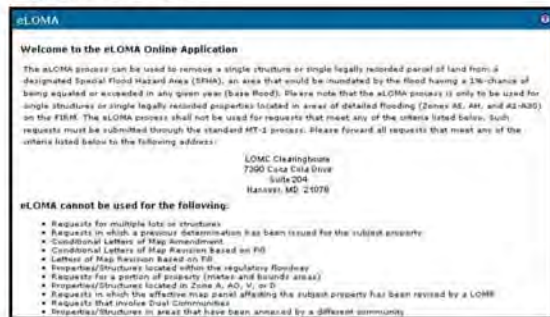 eLOMA
Welcome to the eLOMA Online Application
The eLOMA process can be used to remove a single structure or single legally recorded parcel of land from a
designated Special Flood Hazard Area (SFHA), an area that would be inundated by the flood having a 1%-chance of
being equaled or exceeded in any given year (base flood). Please note that the eLOMA process is only to be used for
single structures or single legally recorded properties located in areas of detailed flooding (Zones AE, AH, and A1-A30)
on the FIRM. The eLOMA process shall not be used for requests that meet any of the criteria listed below. Such
requests must be submitted through the standard MT-1 process. Please forward all requests that meet any of the
criteria listed below to the following address:
LOMC Clearinghouse
7390 Coca Cola Drive
Suite 204
Hanover, MD 21076
eLOMA cannot be used for the following:
• Requests for multiple lots or structures
• Requests in which a previous determination has been issued for the subject property
• Conditional Letters of Map Amendment
• Conditional Letters of Map Revision Based on Fill
• Letters of Map Revision Based on Fill
• Properties/Structures located within the regulatory floodway
• Requests for a portion of property (metes and bounds areas)
• Properties/Structures located in Zone A, AO, V, or D
• Requests in which the effective map panel affecting the subject property has been revised by a LOMR
• Requests that involve Dual Communities
• Properties/Structures in areas that have been annexed by a different community